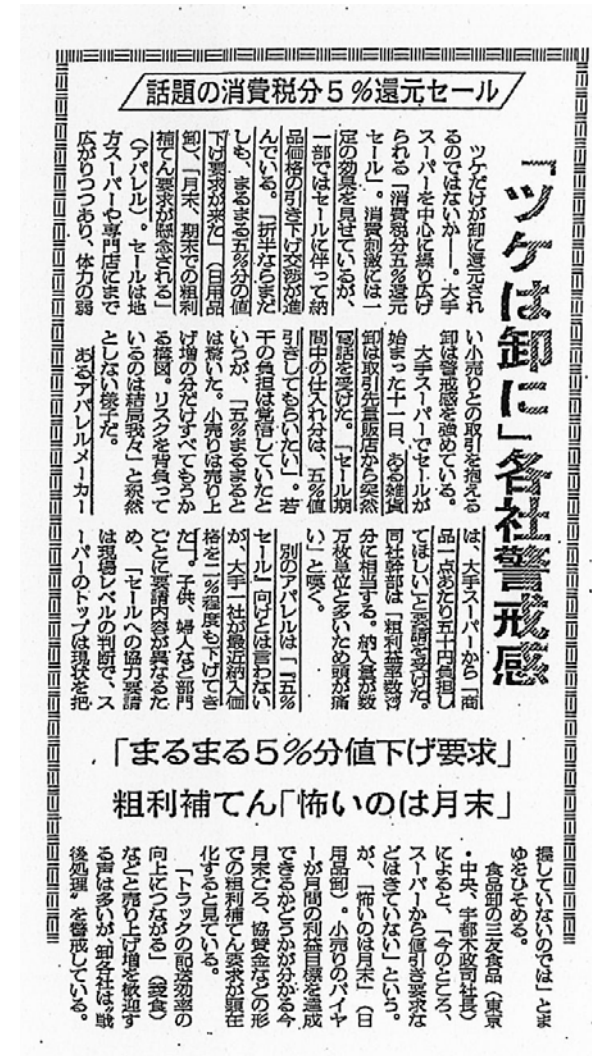 話題の消費税分5%還元セール
「ツケは卸に」各社警戒感
ツケだけが卸に還元され
るのではないか――。大手
スーパーを中心に繰り広げ
られる「消費税分五%還元
セール」。消費刺激には一
定の効果を見せているが、
一部ではセールに伴って納
品価格の引き下げ交渉が進
んでいる。「折半ならまだ
しも、まるまる五%分の値
下げ要求が来た」(日用品
卸)、「月末、期末での粗利
補てん要求が懸念される」
(アパレル)。セールは地
方スーパーや専門店にまで
広がりつつあり、体力の弱
い小売りとの取引を抱える
卸は警戒感を強めている。
大手スーパーでセールが
始まった十一日、ある雑貨
卸は取引先量販店から突然
電話を受けた。「セール期
間中の仕入れ分は、五%値
引きしてもらいたい」。若
干の負担は覚悟していたと
いうが、「五%まるまると
は驚いた。小売りは売り上
げ増の分だけすべてもうか
る構図。リスクを背負って
いるのは結局我々」と釈然
としない様子だ。
あるアパレルメーカー
は、大手スーパーから「商
品一点あたり五十円負担し
てほしい」と要請を受けた。
同社幹部は「粗利益率数%
分に相当する。納入量が数
万枚単位と多いため頭が痛
い」と嘆く。
別のアパレルは「『五%
セール』向けとは言わない
が、大手一社が最近納入価
格を二%程度も下げてき
た」。子供、婦人など部門
ごとに要請内容が異なるた
め、「セールへの協力要請
は現場レベルの判断で、ス
ーパーのトップは現状を把
「まるまる5%分値下げ要求」
粗利補てん「怖いのは月末」
握していないのでは」とま
ゆをひそめる。
食品卸の三友食品(東京
・中央、宇都木政司社長)
によると、「今のところ、
スーパーから値引き要求な
どはきていない」という。
が、「怖いのは月末」(日
用品卸)。小売りのバイヤ
ーが月間の利益目標を達成
できるかどうかが分かる今
月末ごろ、協賛金などの形
での粗利補てん要求が顕在
化すると見ている。
「トラックの配送効率の
向上につながる」(菱食)
などと売り上げ増を歓迎す
る声は多いが、卸各社は“戦
後処理”を警戒している。